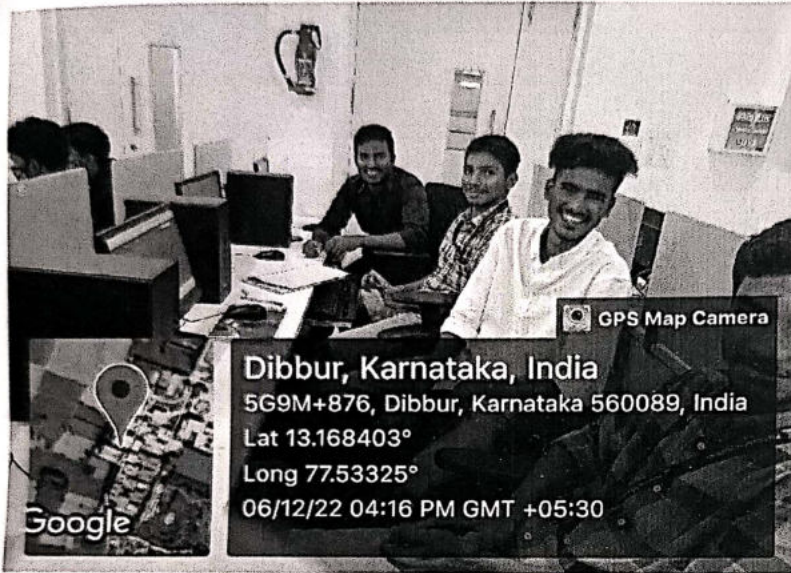 GPS Map Camera
Dibbur, Karnataka, India
5G9M+876, Dibbur, Karnataka 560089, India
Lat 13.168403°
Long 77.53325°
06/12/22 04:16 PM GMT +05:30
Google